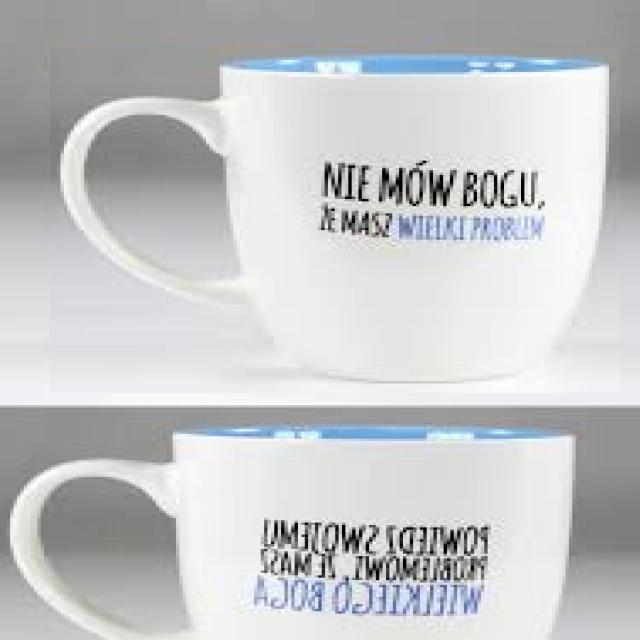 NIE MÓW BOGU,
ŻE MASZ WIELKI PROBLEM
POWIEDZ SWOJEMU
PROBLEMOWI, ŻE MASZ
WIELKIEGO BOGA